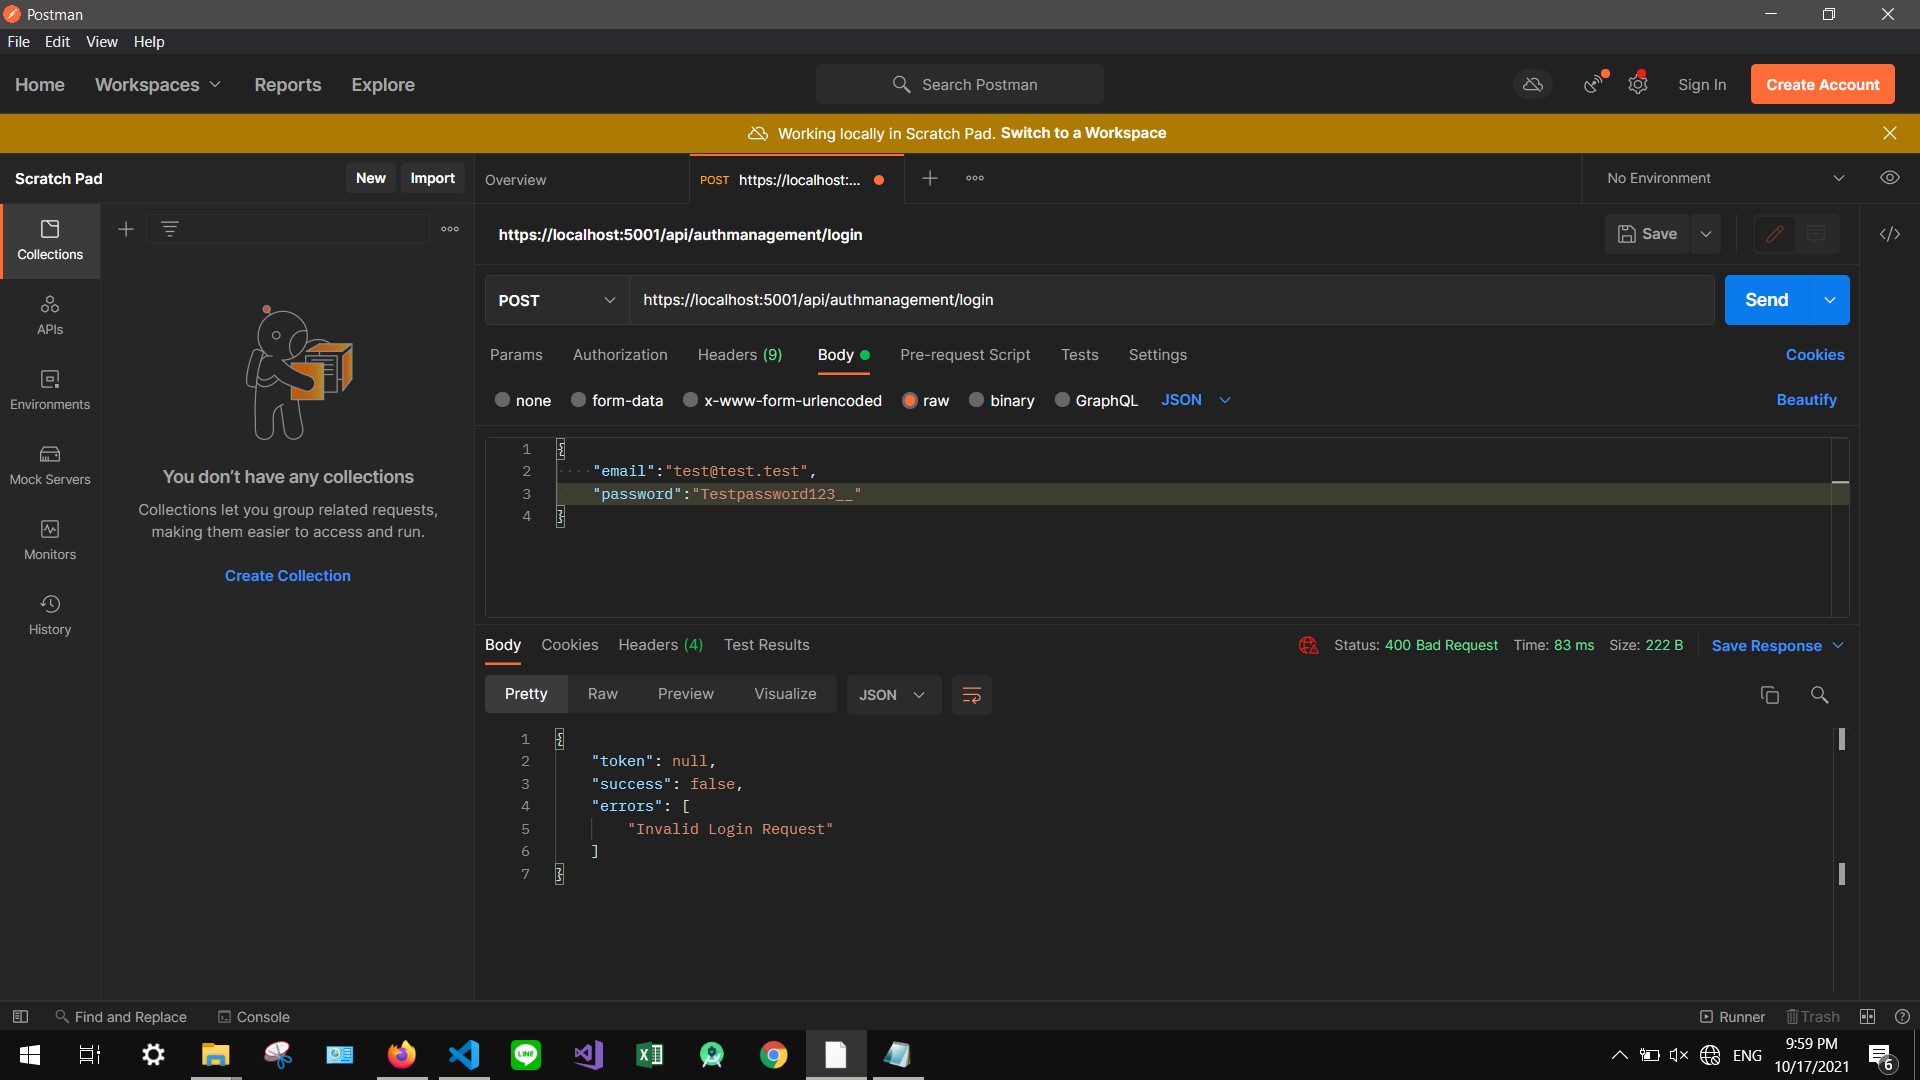 Postman
File Edit View Help
Home Workspaces Reports Explore
Search Postman
Sign In
Create Account
Working locally in Scratch Pad. Switch to a Workspace
Scratch Pad
New
Import
Overview
POST https://localhost:...
No Environment
Collections
APIs
Environments
Mock Servers
Monitors
History
You don't have any collections
Collections let you group related requests,
making them easier to access and run.
Create Collection
https://localhost:5001/api/authmanagement/login
Save
POST
https://localhost:5001/api/authmanagement/login
Send
Params Authorization Headers (9) Body Pre-request Script Tests Settings
Cookies
none form-data x-www-form-urlencoded raw binary GraphQL JSON
Beautify
1 {
2 "email":"test@test.test",
3 "password":"Testpassword123__"
4 }
Body Cookies Headers (4) Test Results
Status: 400 Bad Request Time: 83 ms Size: 222 B
Save Response
Pretty Raw Preview Visualize
JSON
1 {
2 "token": null,
3 "success": false,
4 "errors": [
5 "Invalid Login Request"
6 ]
7 }
Find and Replace
Console
Runner
Trash
LINE
ENG
9:59 PM
10/17/2021
6